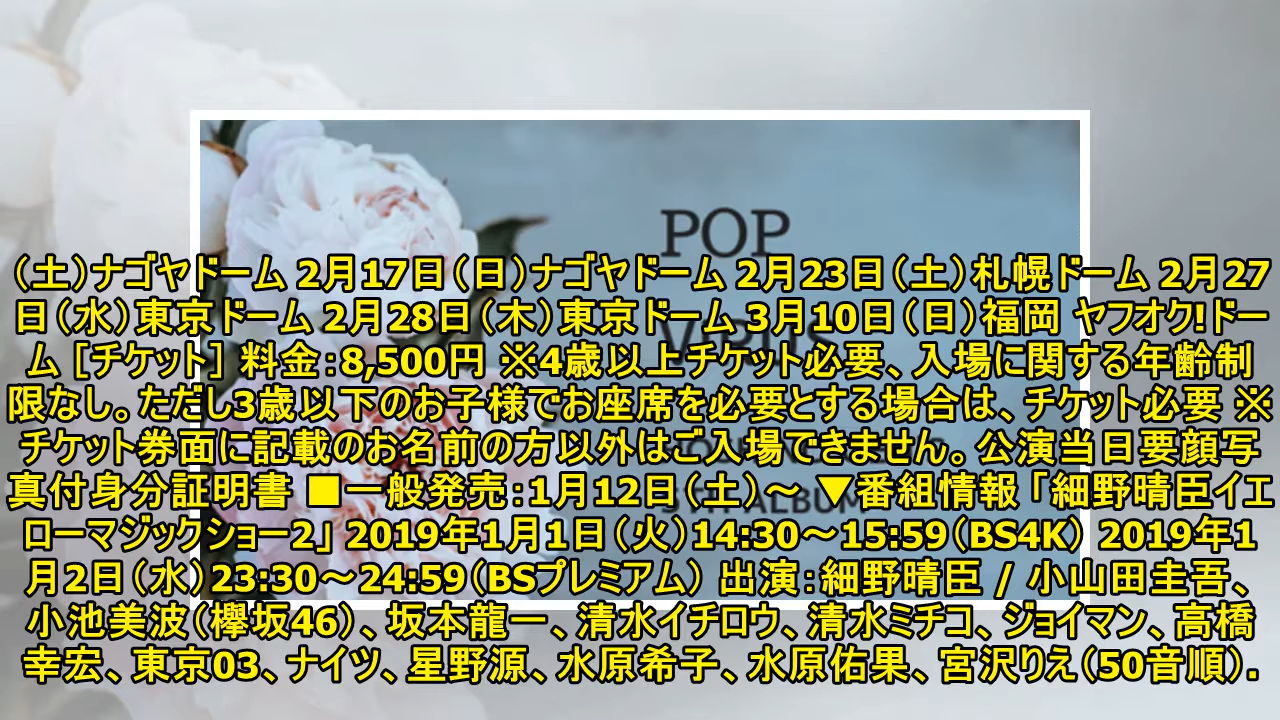 POP
VIRUS
5TH ALBUM
（土）ナゴヤドーム 2月17日（日）ナゴヤドーム 2月23日（土）札幌ドーム 2月27
日（水）東京ドーム 2月28日（木）東京ドーム 3月10日（日）福岡 ヤフオク!ドー
ム ［チケット］ 料金：8,500円 ※4歳以上チケット必要、入場に関する年齢制
限なし。ただし3歳以下のお子様でお座席を必要とする場合は、チケット必要 ※
チケット券面に記載のお名前の方以外はご入場できません。公演当日要顔写
真付身分証明書 ■一般発売：1月12日（土）～ ▼番組情報 「細野晴臣イエ
ローマジックショー2」 2019年1月1日（火）14:30～15:59（BS4K） 2019年1
月2日（水）23:30～24:59（BSプレミアム） 出演：細野晴臣 / 小山田圭吾、
小池美波（欅坂46）、坂本龍一、清水イチロウ、清水ミチコ、ジョイマン、高橋
幸宏、東京03、ナイツ、星野源、水原希子、水原佑果、宮沢りえ（50音順）.